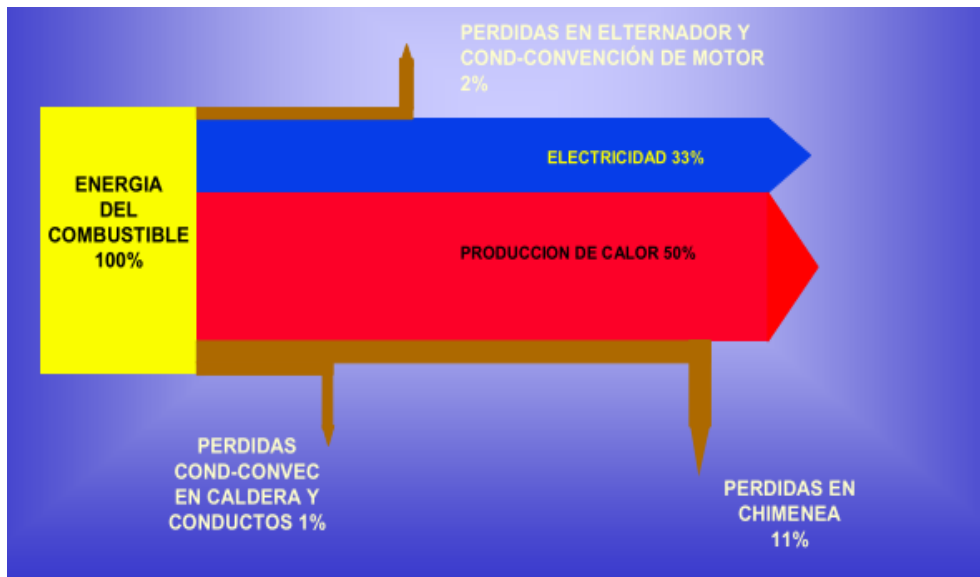 PERDIDAS EN ELTERNADOR Y
COND-CONVENCIÓN DE MOTOR
2%
ELECTRICIDAD 33%
ENERGIA
DEL
COMBUSTIBLE
100%
PRODUCCION DE CALOR 50%
PERDIDAS
COND-CONVEC
EN CALDERA Y
CONDUCTOS 1%
PERDIDAS EN
CHIMENEA
11%